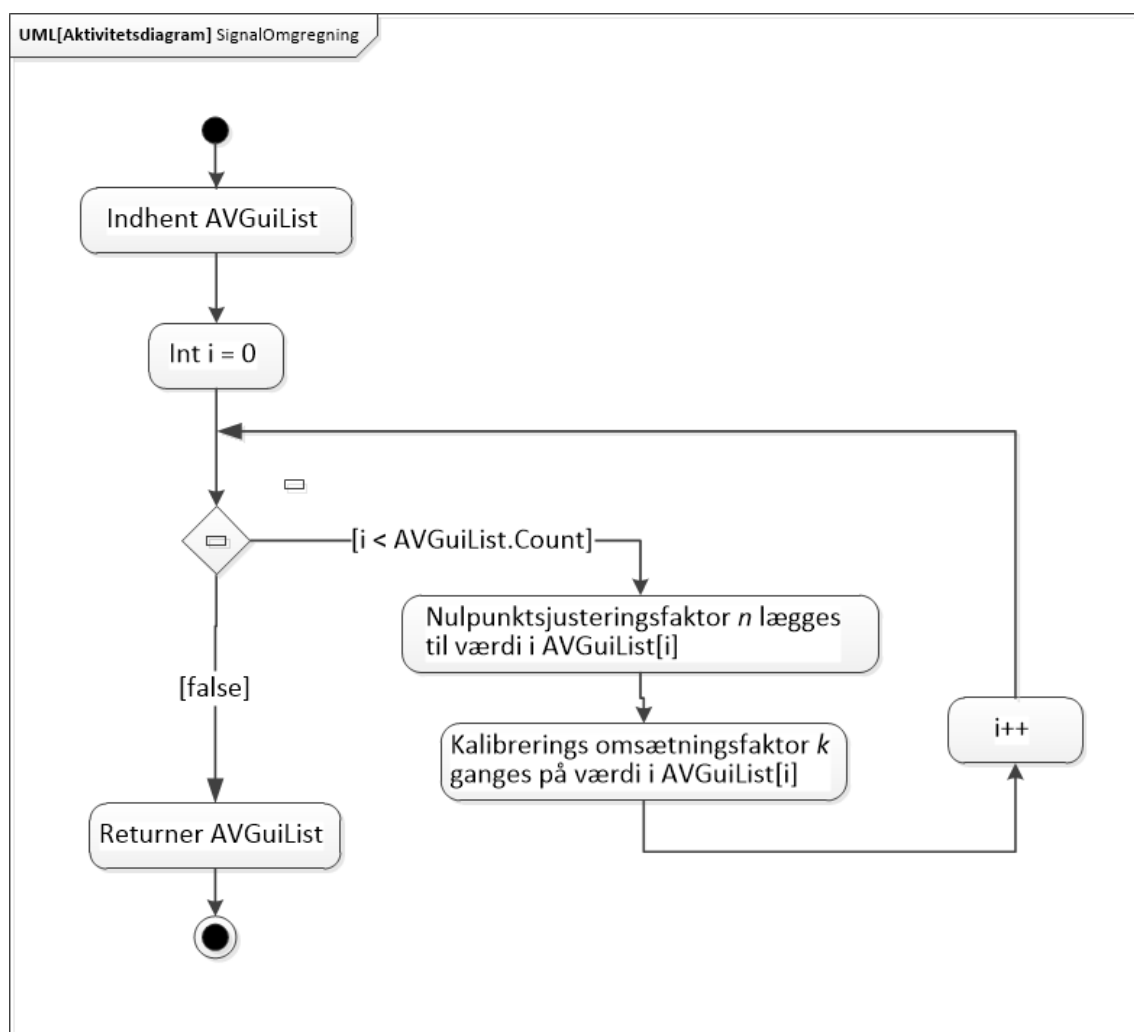 UML[Aktivitetsdiagram] SignalOmgregning
Indhent AVGuiList
Int i = 0
[i < AVGuiList.Count]
Nulpunktsjusteringsfaktor n lægges
til værdi i AVGuiList[i]
[false]
Kalibrerings omsætningsfaktor k
ganges på værdi i AVGuiList[i]
i++
Returner AVGuiList